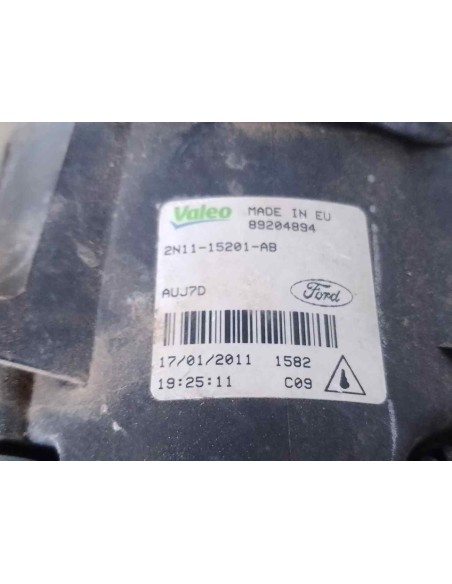 Valeo MADE IN EU
89204894
2N11-15201-AB
AUJ7D Ford
17/01/2011 1582
19:25:11 C09